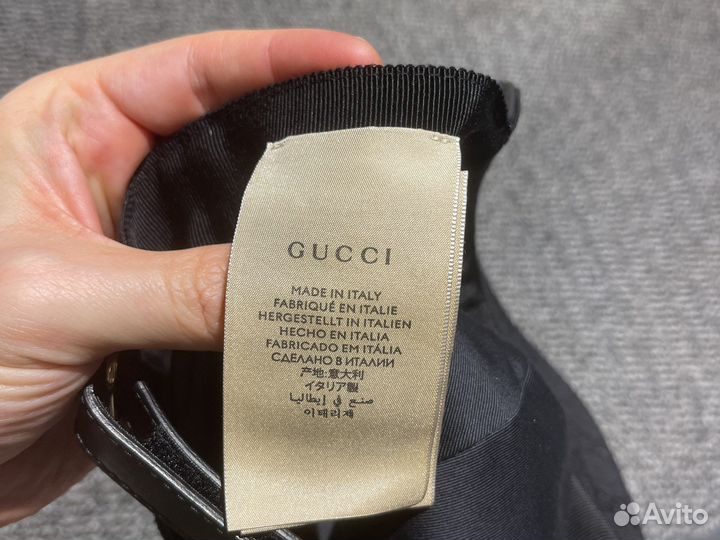 GUCCI
MADE IN ITALY
FABRIQUÉ EN ITALIE
HERGESTELLT IN ITALIEN
HECHO EN ITALIA
FABRICADO EM ITÁLIA
СДЕЛАНО В ИТАЛИИ
产地:意大利
イタリア製
صنع في إيطاليا
이태리제
Avito